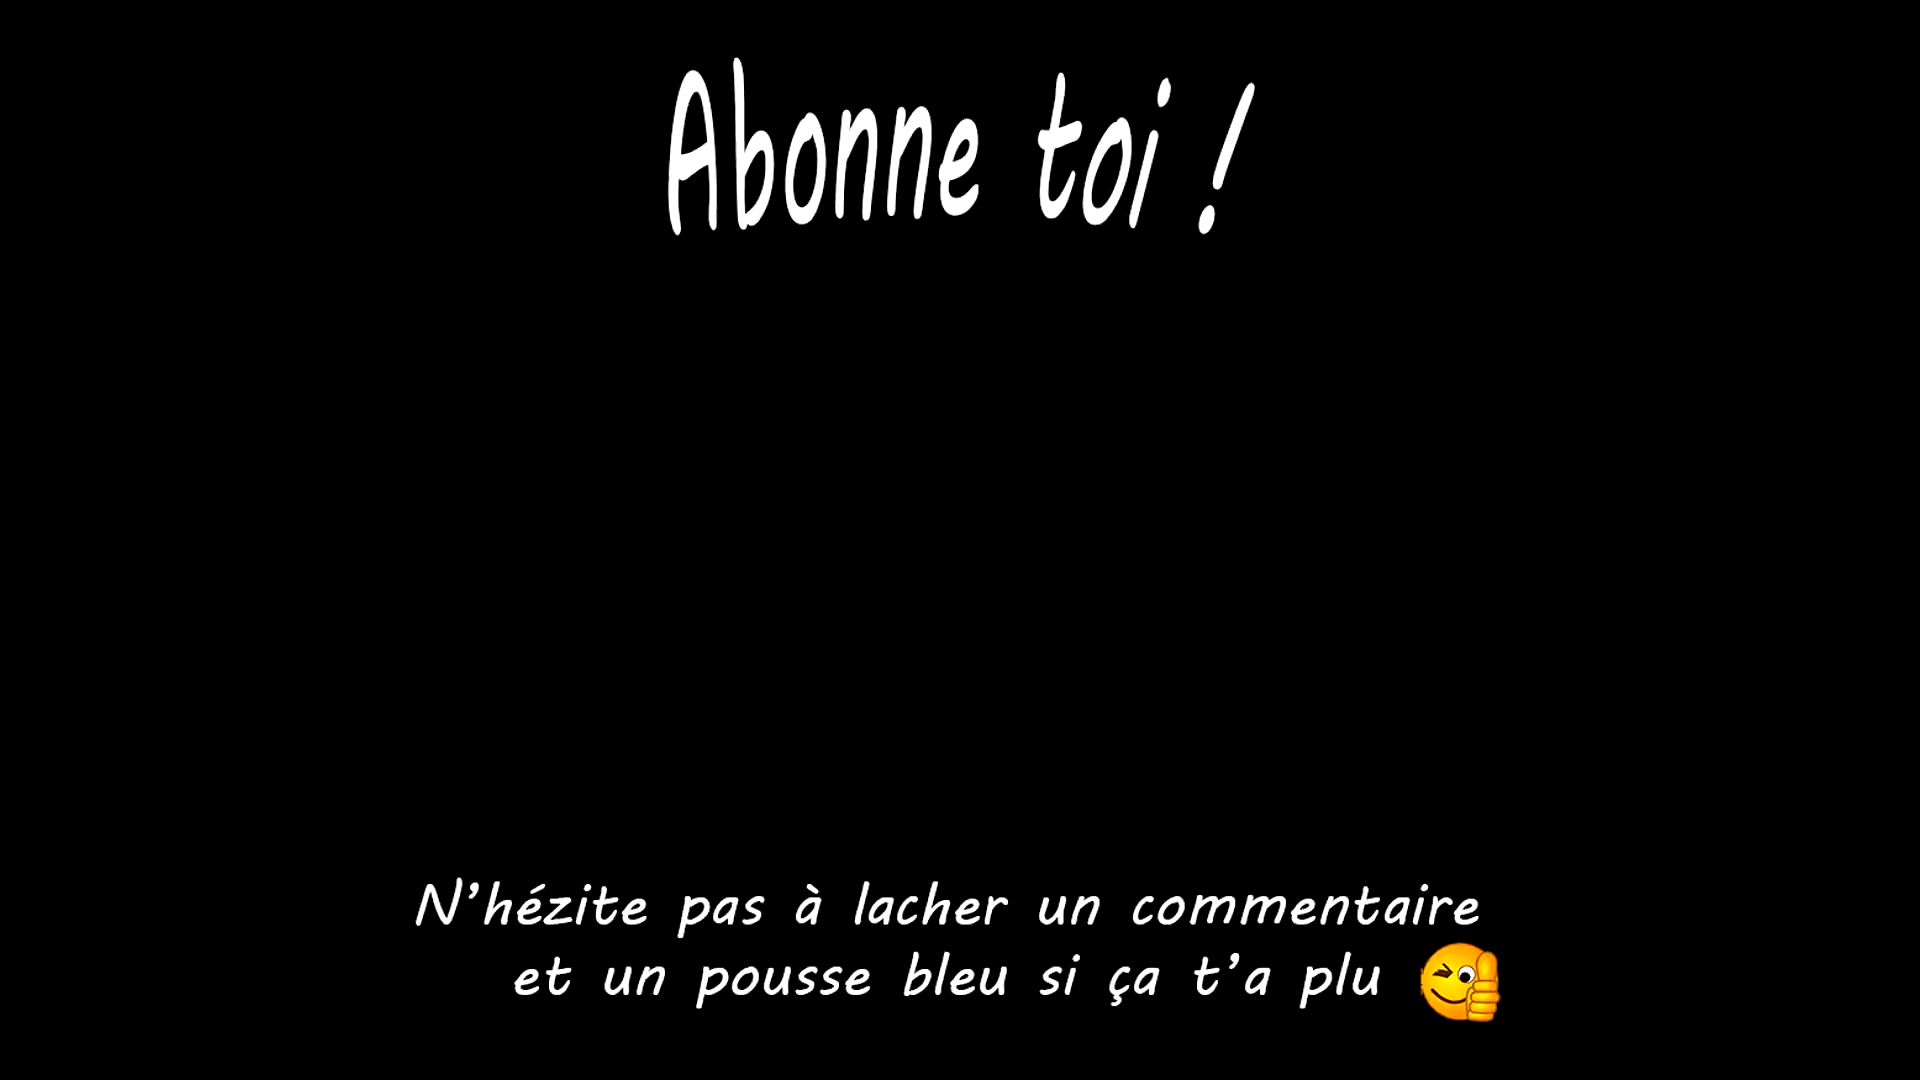 Abonne toi !
N’hézite pas à lacher un commentaire
et un pousse bleu si ça t’a plu